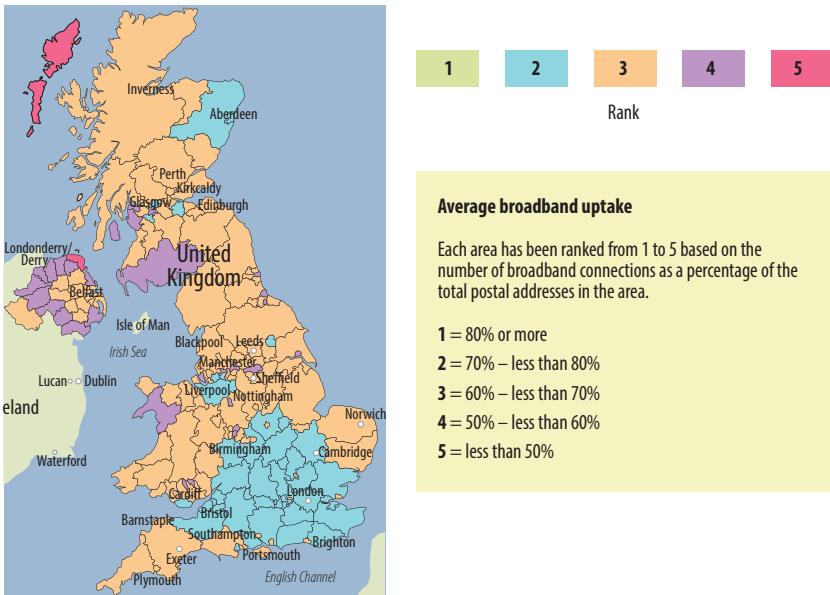 Inverness
Aberdeen
Perth
Kirkcaldy
Glasgow
Edinburgh
United
Kingdom
Londonderry/
Derry
Belfast
Isle of Man
Irish Sea
Blackpool
Leeds
Manchester
Sheffield
Liverpool
Nottingham
Lucan
Dublin
eland
Norwich
Birmingham
Cambridge
Waterford
Cardiff
London
Barnstaple
Bristol
Southampton
Brighton
Portsmouth
Exeter
Plymouth
English Channel
1 2 3 4 5
Rank
Average broadband uptake
Each area has been ranked from 1 to 5 based on the
number of broadband connections as a percentage of the
total postal addresses in the area.
1 = 80% or more
2 = 70% – less than 80%
3 = 60% – less than 70%
4 = 50% – less than 60%
5 = less than 50%